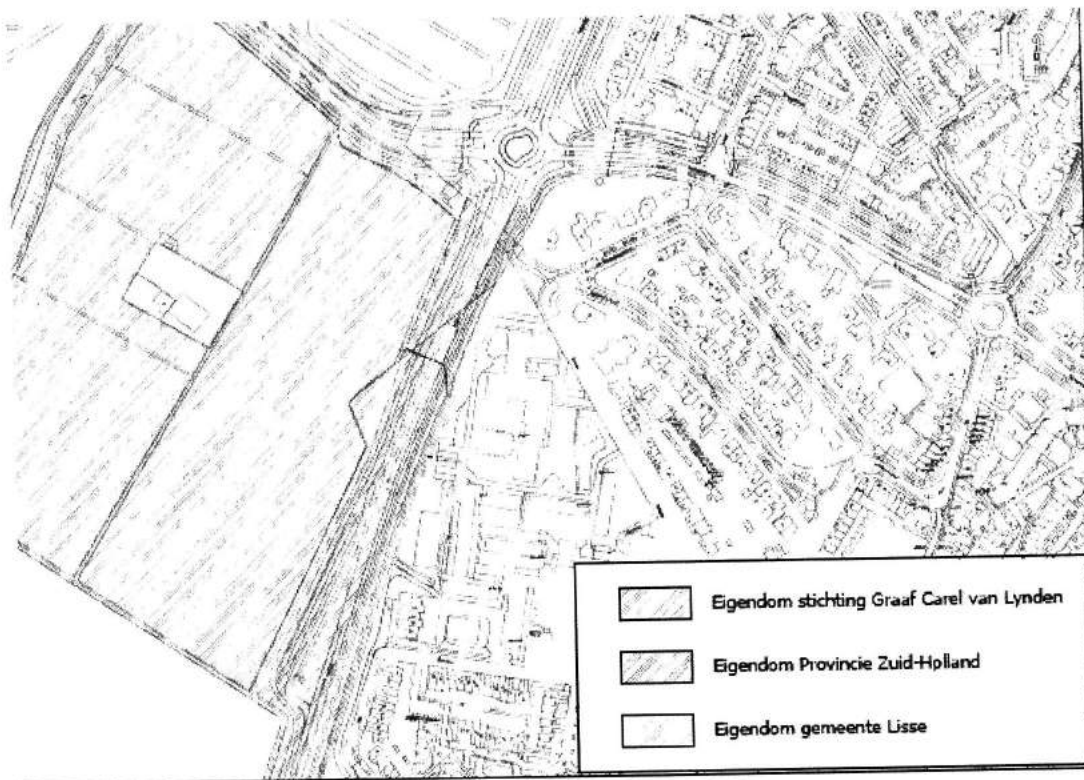 Eigendom stichting Graaf Carel van Lynden
Eigendom Provincie Zuid-Holland
Eigendom gemeente Lisse